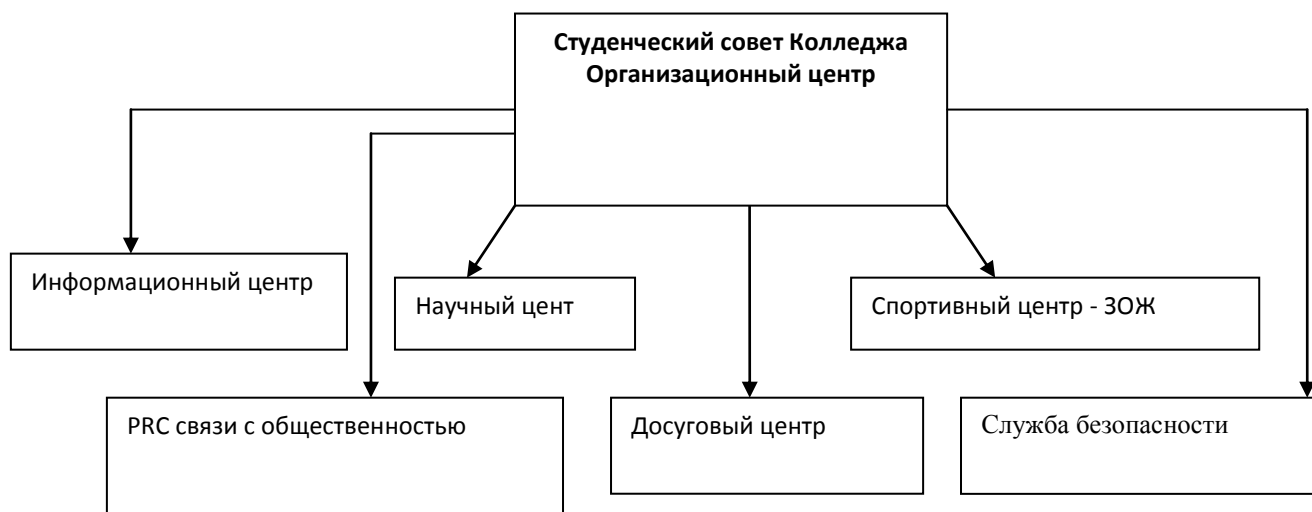 Студенческий совет Колледжа
Организационный центр
Информационный центр
Научный цент
Спортивный центр - ЗОЖ
PRC связи с общественностью
Досуговый центр
Служба безопасности